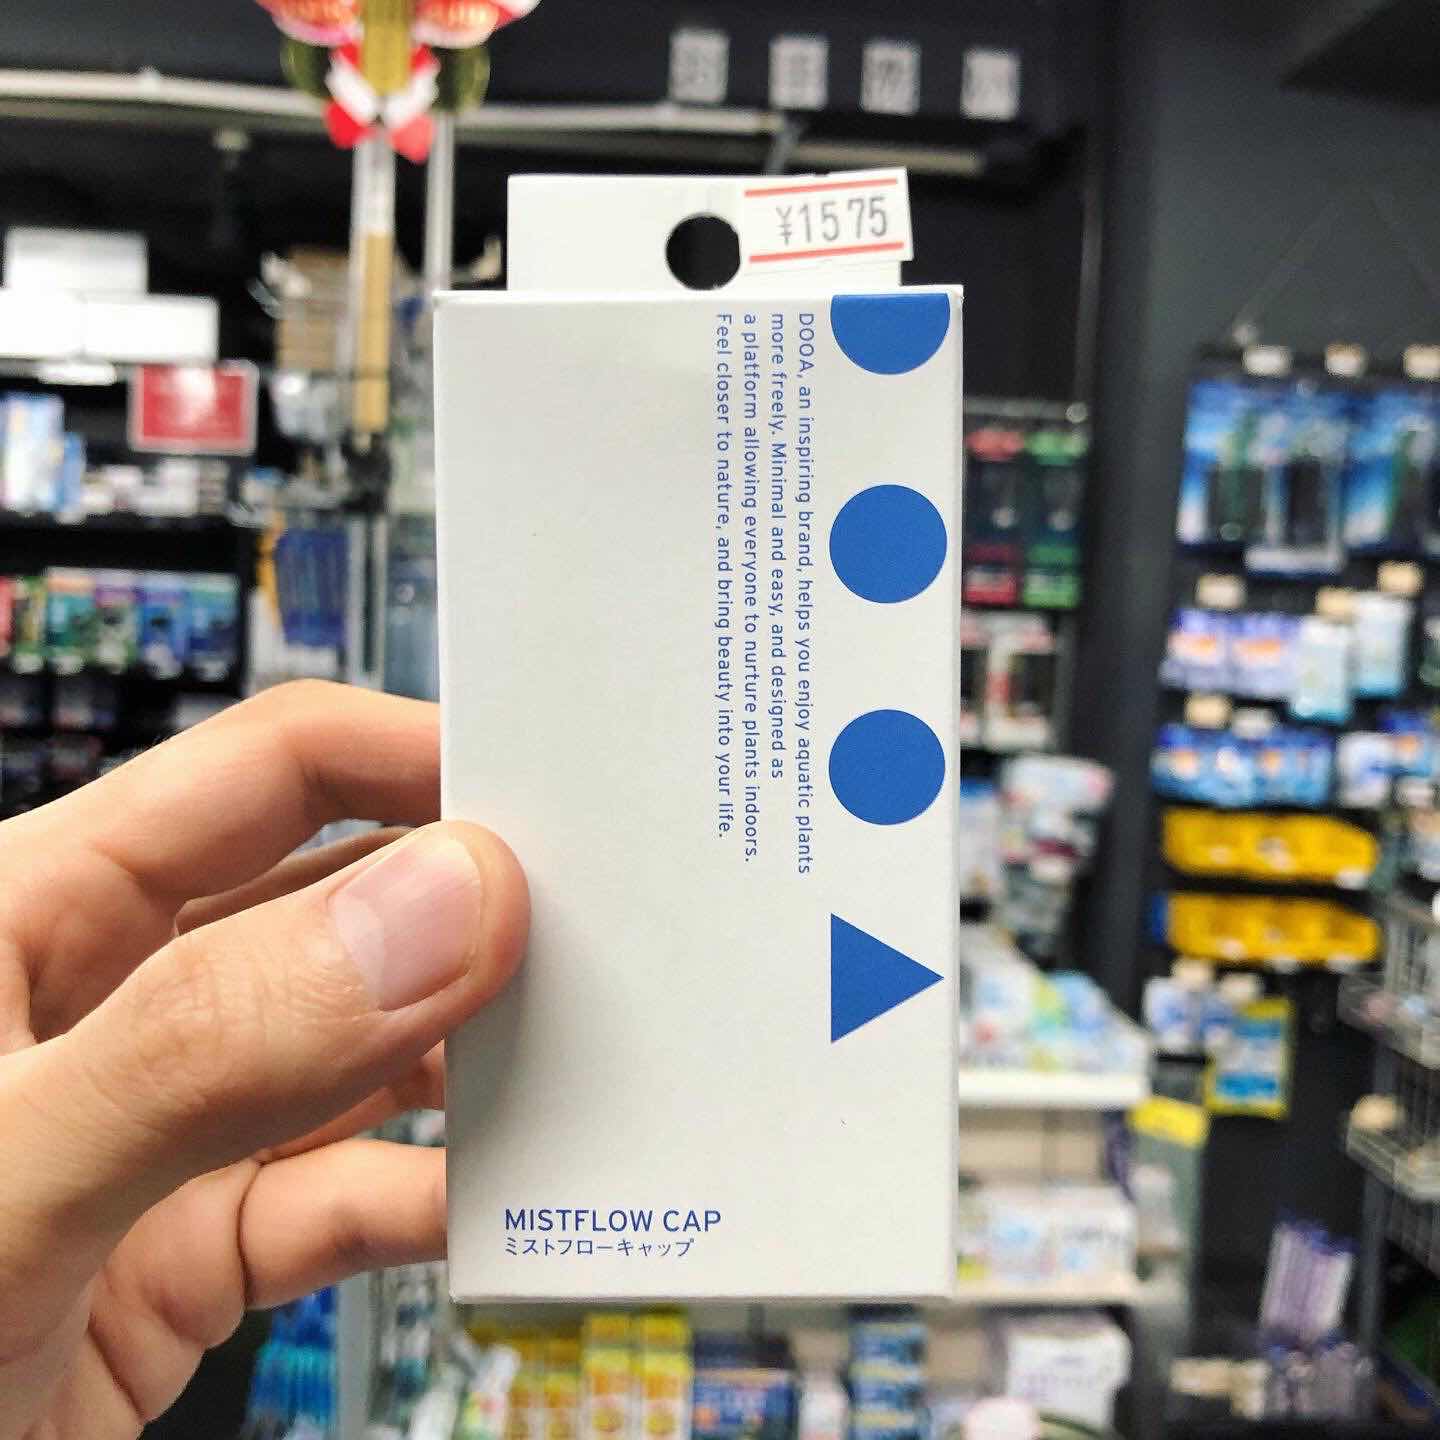 ¥1575
DOOA, an inspiring brand, helps you enjoy aquatic plants
more freely. Minimal and easy, and designed as
a platform allowing everyone to nurture plants indoors.
Feel closer to nature, and bring beauty into your life.
MISTFLOW CAP
ミストフローキャップ